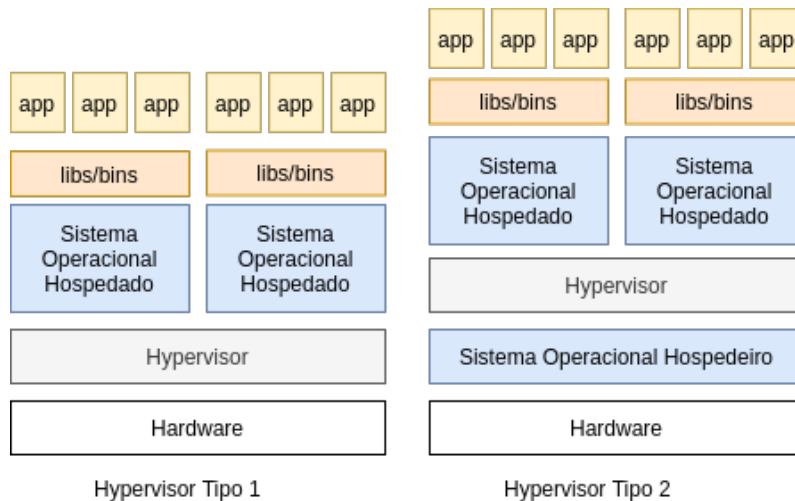 app app app app app app
libs/bins libs/bins
Sistema
Operacional
Hospedado
Sistema
Operacional
Hospedado
Hypervisor
Hardware
Hypervisor Tipo 1
app app app app app app
libs/bins libs/bins
Sistema
Operacional
Hospedado
Sistema
Operacional
Hospedado
Hypervisor
Sistema Operacional Hospedeiro
Hardware
Hypervisor Tipo 2